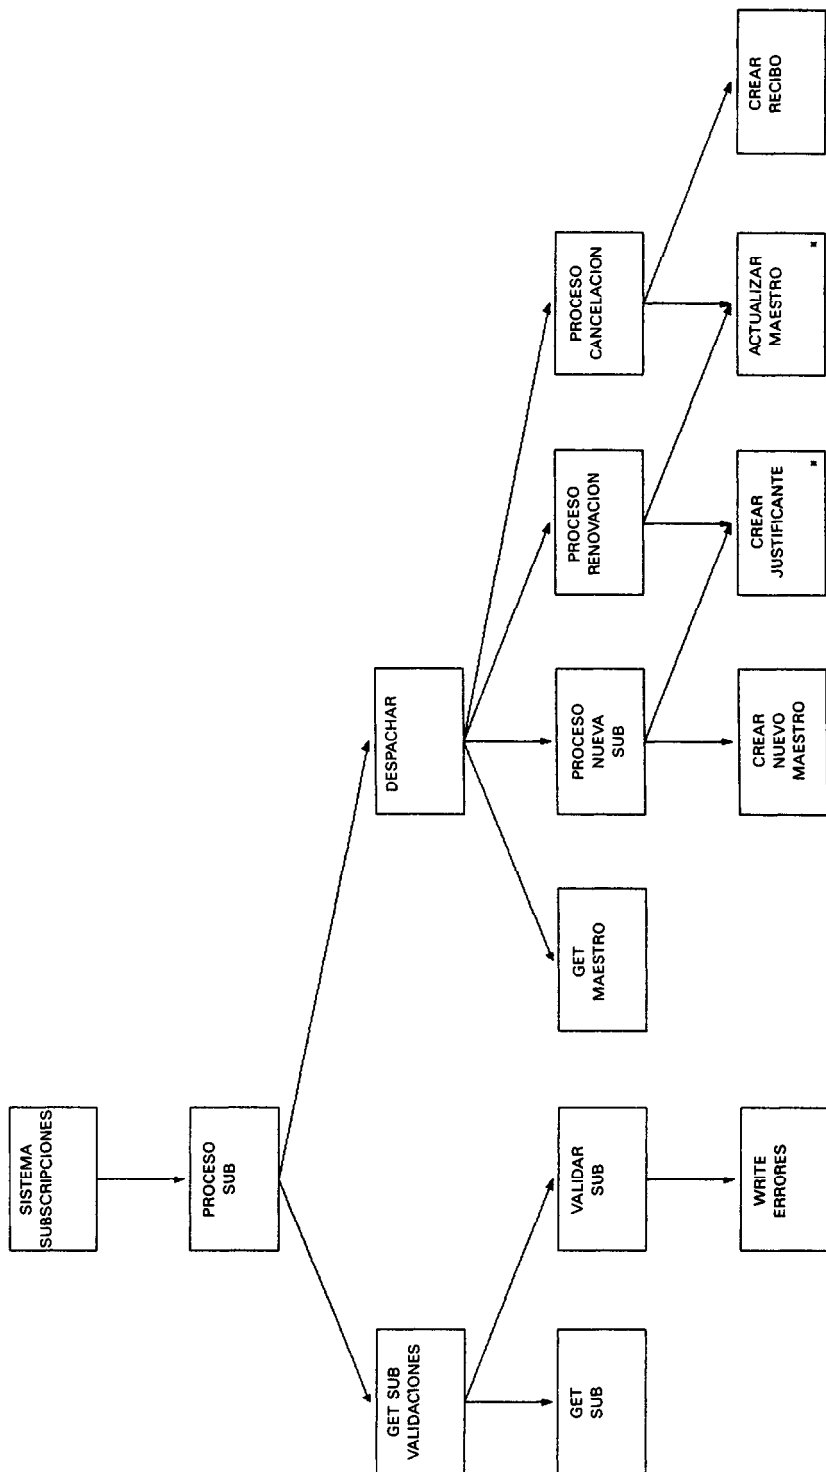 SISTEMA
SUBSCRIPCIONES
PROCESO
SUB
GET SUB
VALIDACIONES
DESPACHAR
GET
SUB
VALIDAR
SUB
GET
MAESTRO
PROCESO
NUEVA
SUB
PROCESO
RENOVACION
PROCESO
CANCELACION
WRITE
ERRORES
CREAR
NUEVO
MAESTRO
CREAR
JUSTIFICANTE
*
ACTUALIZAR
MAESTRO
*
CREAR
RECIBO